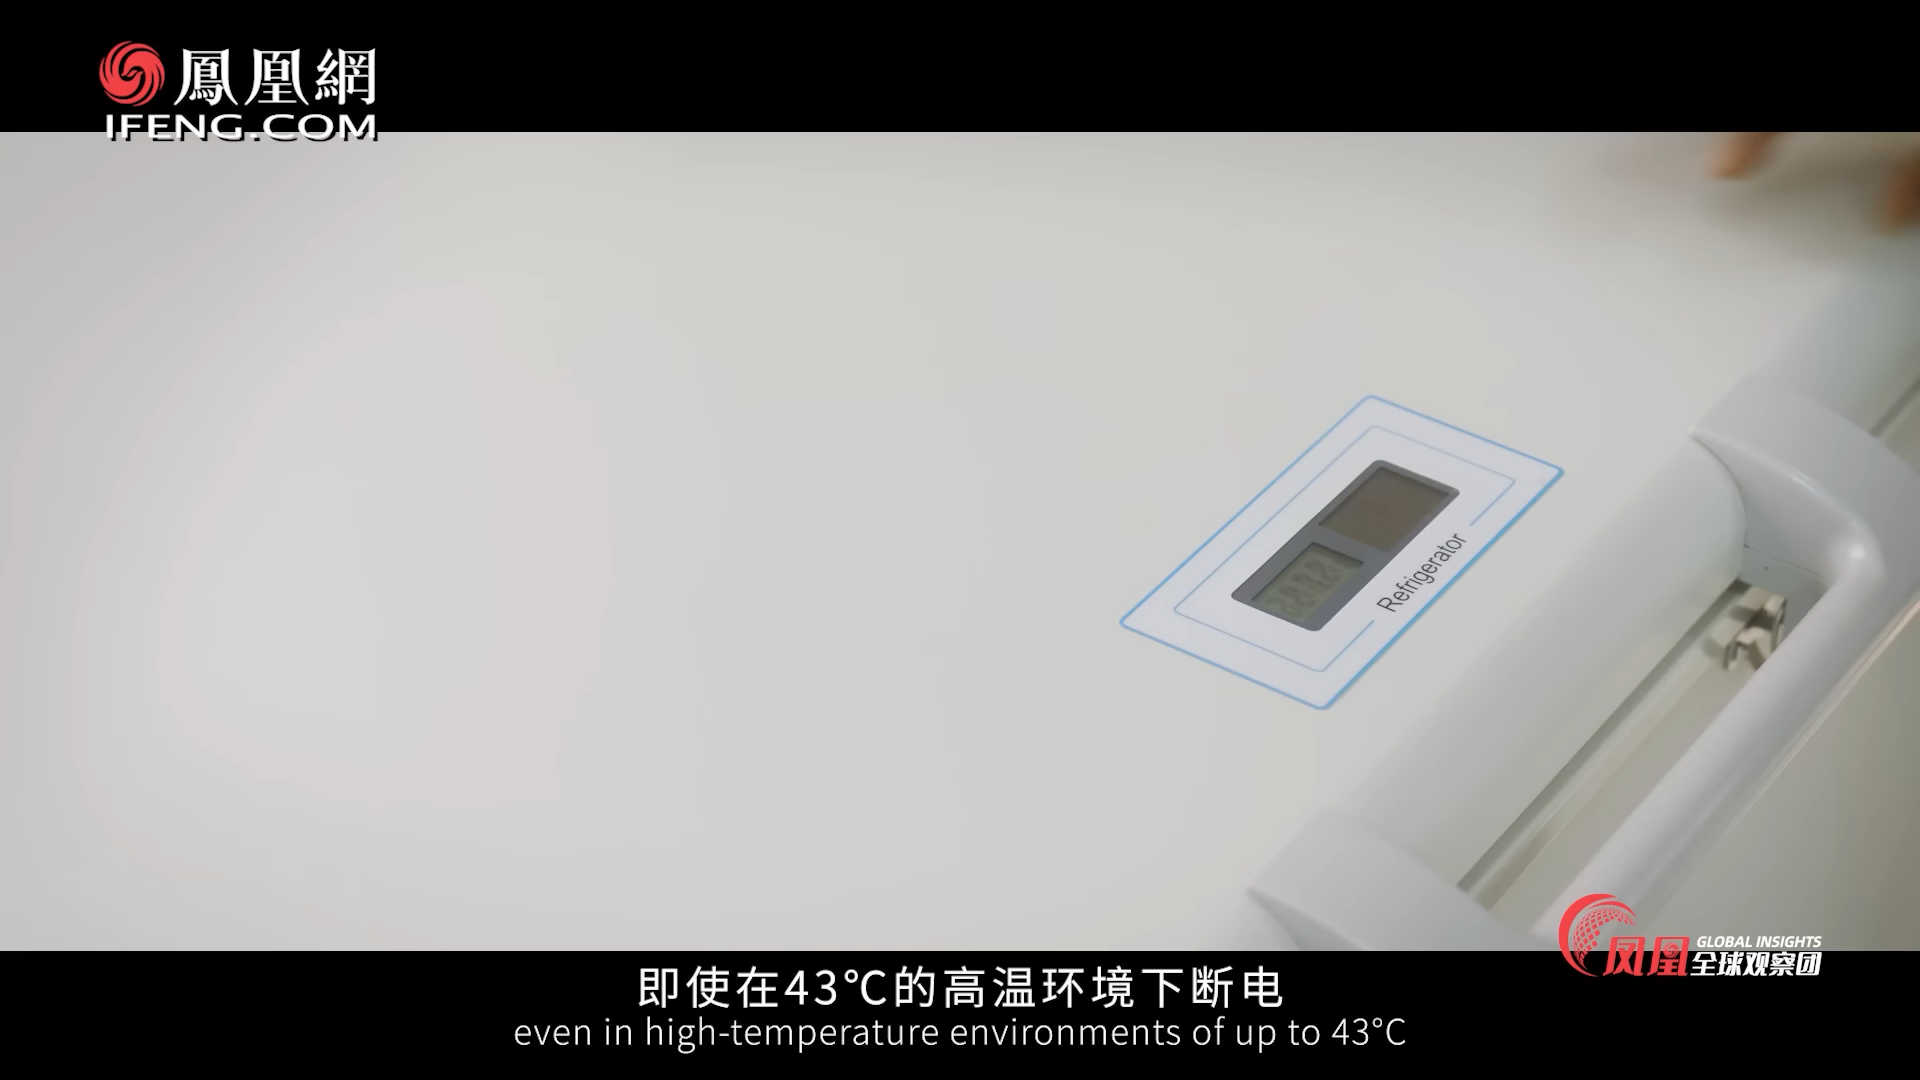 鳳凰網
IFENG.COM
Refrigerator
GLOBAL INSIGHTS
凤凰全球观察团
即使在43℃的高温环境下断电
even in high-temperature environments of up to 43°C